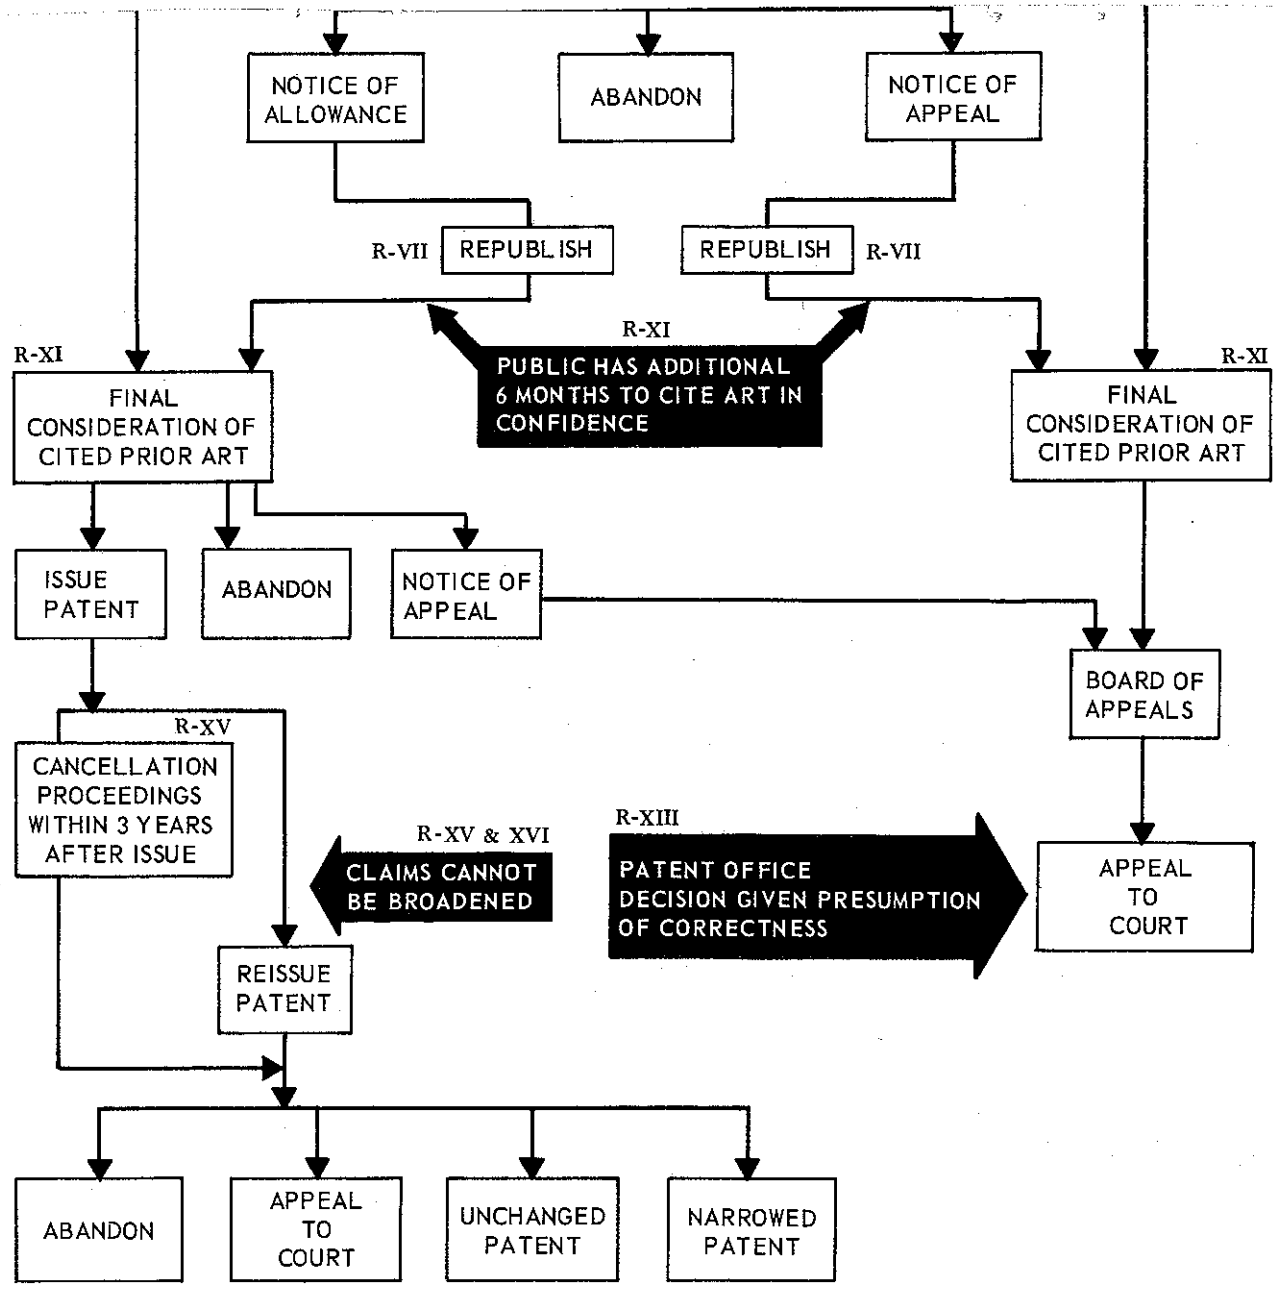 NOTICE OF
ALLOWANCE
ABANDON
NOTICE OF
APPEAL
R-VII
REPUBLISH
REPUBLISH
R-VII
R-XI
R-XI
PUBLIC HAS ADDITIONAL
6 MONTHS TO CITE ART IN
CONFIDENCE
R-XI
FINAL
CONSIDERATION OF
CITED PRIOR ART
FINAL
CONSIDERATION OF
CITED PRIOR ART
ISSUE
PATENT
ABANDON
NOTICE OF
APPEAL
BOARD OF
APPEALS
R-XV
CANCELLATION
PROCEEDINGS
WITHIN 3 YEARS
AFTER ISSUE
R-XV & XVI
CLAIMS CANNOT
BE BROADENED
R-XIII
PATENT OFFICE
DECISION GIVEN PRESUMPTION
OF CORRECTNESS
APPEAL
TO
COURT
REISSUE
PATENT
ABANDON
APPEAL
TO
COURT
UNCHANGED
PATENT
NARROWED
PATENT